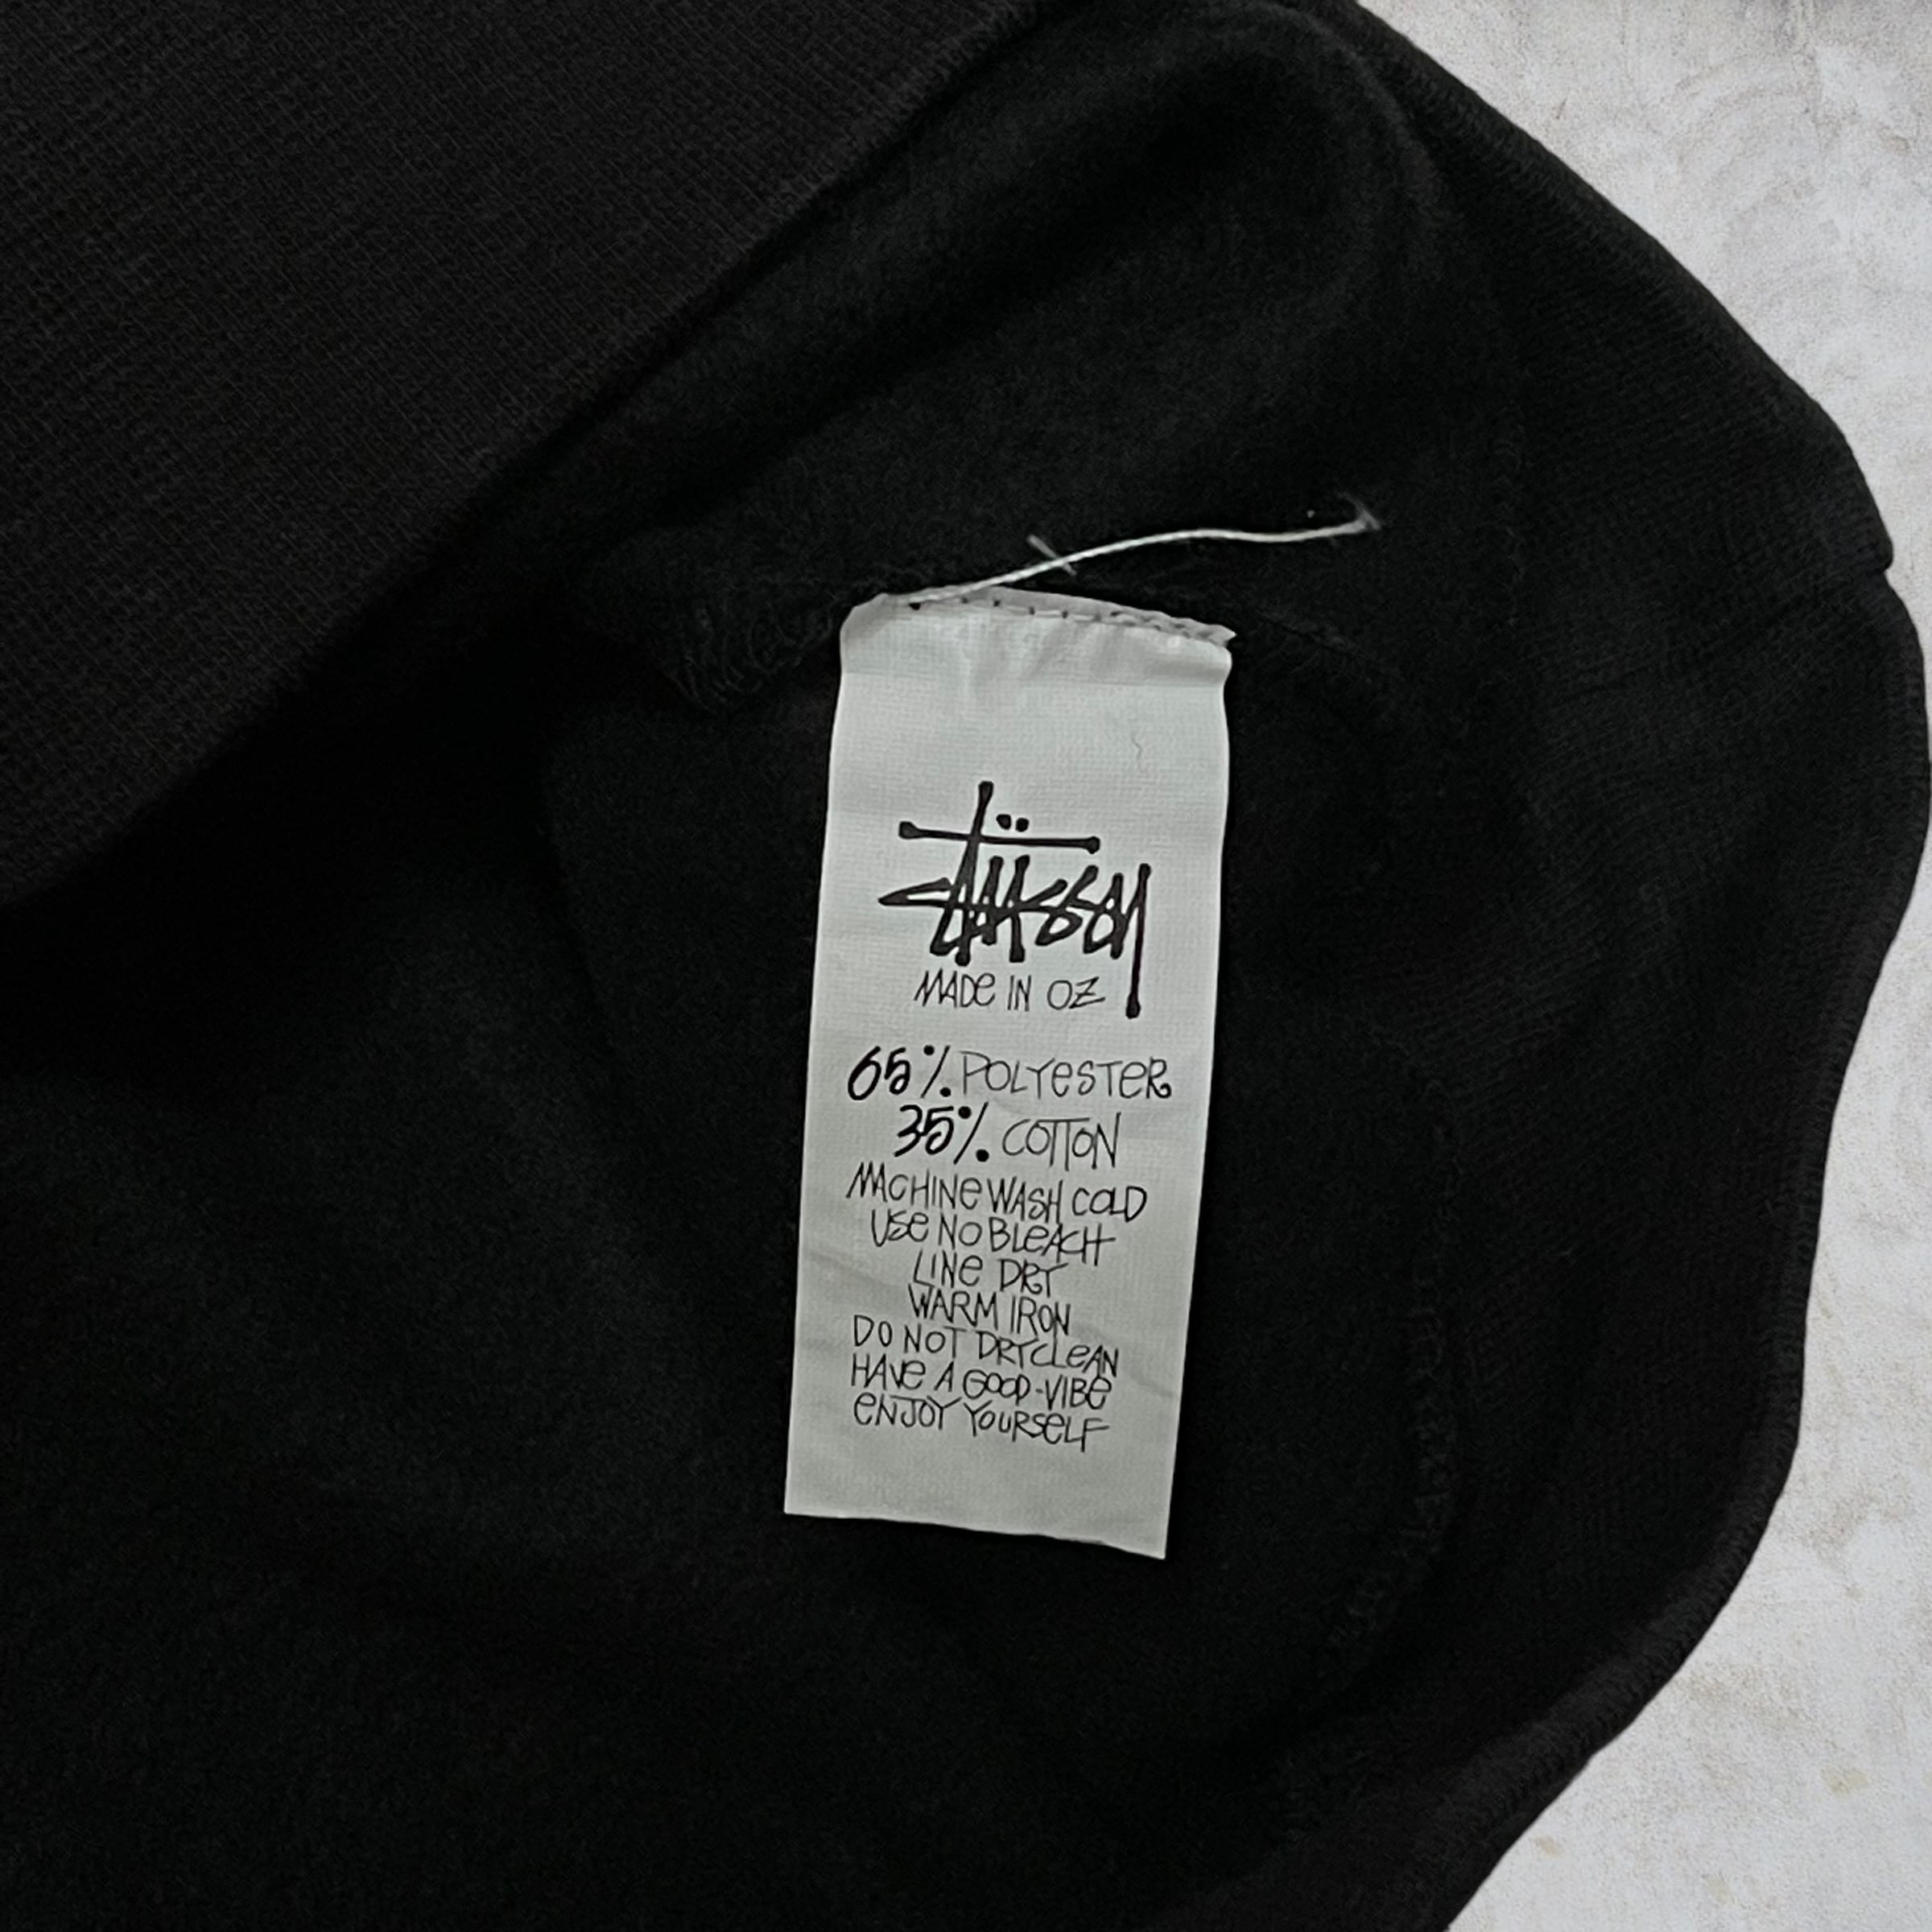 Stüssy
MADE IN OZ
65% POLYESTER
35% COTTON
MACHINE WASH COLD
USE NO BLEACH
LINE DRY
WARM IRON
DO NOT DRYCLEAN
HAVE A GOOD-VIBE
ENJOY YOURSELF